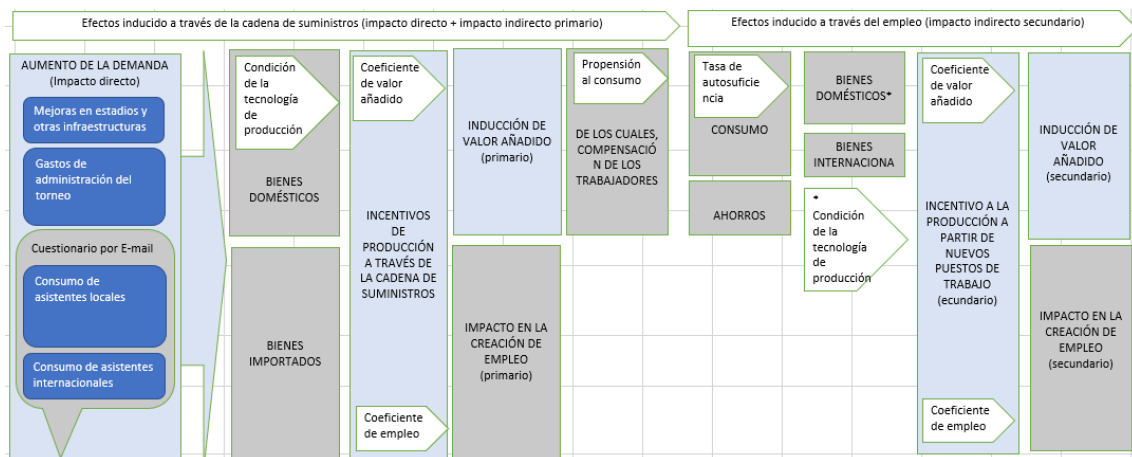 Efectos inducido a través de la cadena de suministros (impacto directo + impacto indirecto primario)
Efectos inducido a través del empleo (impacto indirecto secundario)
AUMENTO DE LA DEMANDA
(Impacto directo)
Mejoras en estadios y
otras infraestructuras
Gastos de
administración del
torneo
Cuestionario por E-mail
Consumo de
asistentes locales
Consumo de asistentes
internacionales
Condición
de la
tecnología
de
producción
BIENES
DOMÉSTICOS
BIENES
IMPORTADOS
Coeficiente
de valor
añadido
INCENTIVOS
DE
PRODUCCIÓN
A TRAVÉS DE
LA CADENA DE
SUMINISTROS
Coeficiente
de empleo
INDUCCIÓN DE
VALOR AÑADIDO
(primario)
IMPACTO EN LA
CREACIÓN DE
EMPLEO
(primario)
Propensión
al consumo
DE LOS CUALES,
COMPENSACIÓ
N DE LOS
TRABAJADORES
Tasa de
autosuficie
ncia
CONSUMO
AHORROS
BIENES
DOMÉSTICOS*
BIENES
INTERNACIONA
*
Condición
de la
tecnología
de
producción
Coeficiente
de valor
añadido
INCENTIVO A LA
PRODUCCIÓN A
PARTIR DE
NUEVOS
PUESTOS DE
TRABAJO
(ecundario)
Coeficiente
de empleo
INDUCCIÓN DE
VALOR
AÑADIDO
(secundario)
IMPACTO EN LA
CREACIÓN DE
EMPLEO
(secundario)